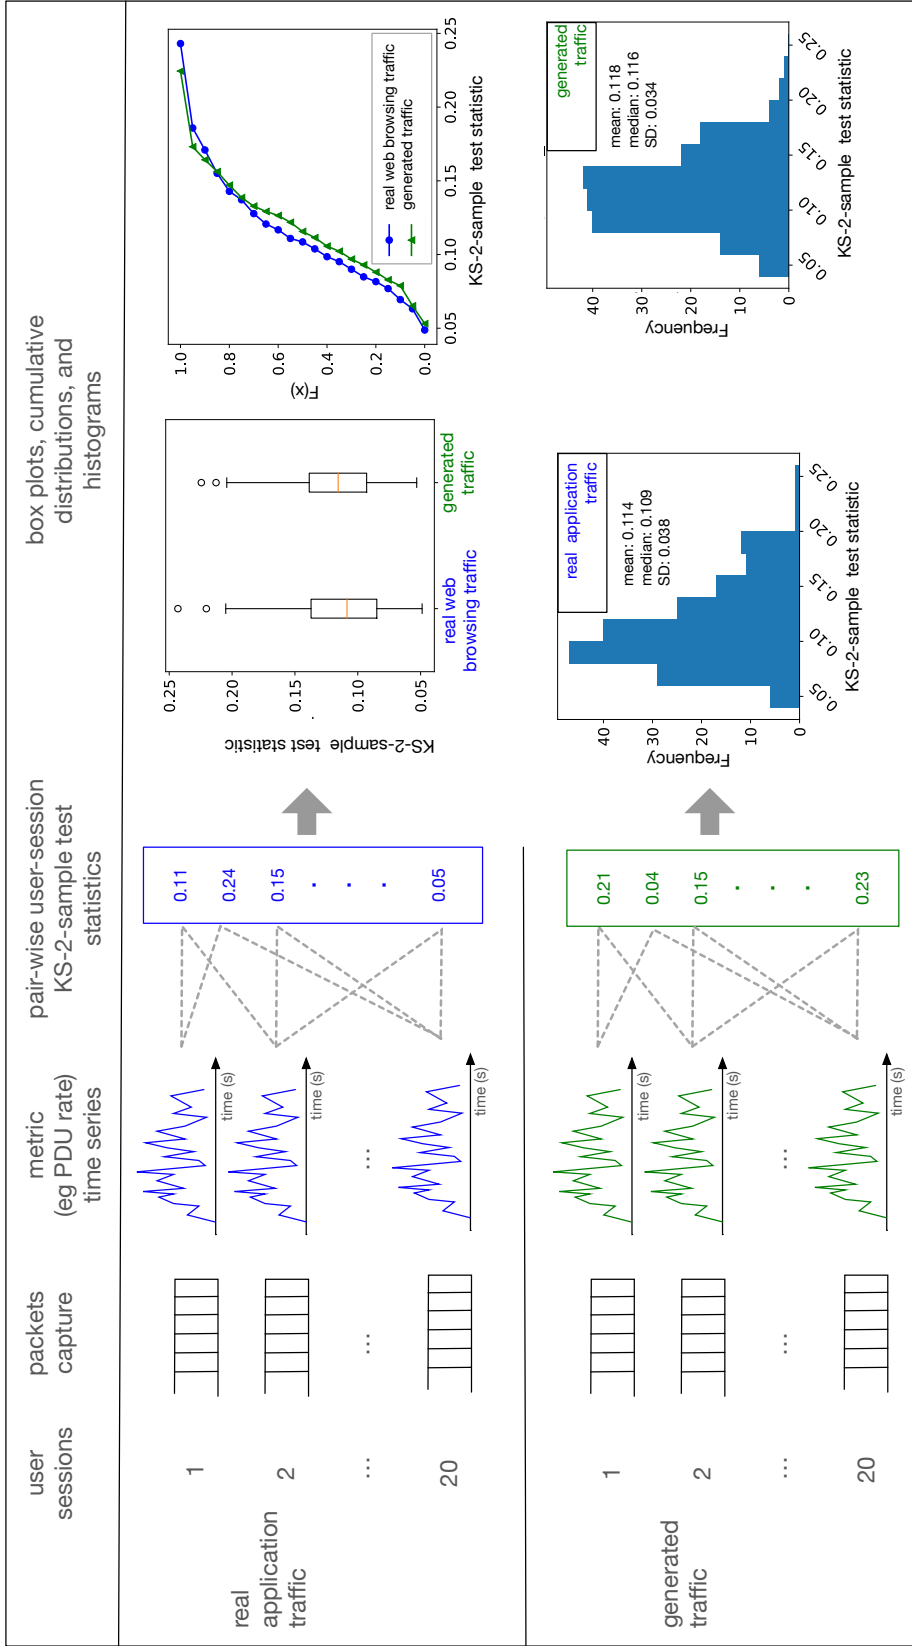 user
sessions
packets
capture
metric
(eg PDU rate)
time series
pair-wise user-session
KS-2-sample test
statistics
box plots, cumulative
distributions, and
histograms
real
application
traffic
1
2
...
20
...
time (s)
time (s)
...
time (s)
0.11
0.24
0.15
.
.
.
0.05
KS-2-sample test statistic
0.25
0.20
0.15
0.10
0.05
real web
browsing traffic
generated
traffic
F(x)
1.0
0.8
0.6
0.4
0.2
0.0
0.05
0.10
0.15
0.20
0.25
KS-2-sample test statistic
real web browsing traffic
generated traffic
generated
traffic
1
2
...
20
...
time (s)
time (s)
...
time (s)
0.21
0.04
0.15
.
.
.
0.23
Frequency
40
30
20
10
0
0.05
0.10
0.15
0.20
0.25
KS-2-sample test statistic
real application
traffic
mean: 0.114
median: 0.109
SD: 0.038
Frequency
40
30
20
10
0
0.05
0.10
0.15
0.20
0.25
KS-2-sample test statistic
generated
traffic
mean: 0.118
median: 0.116
SD: 0.034